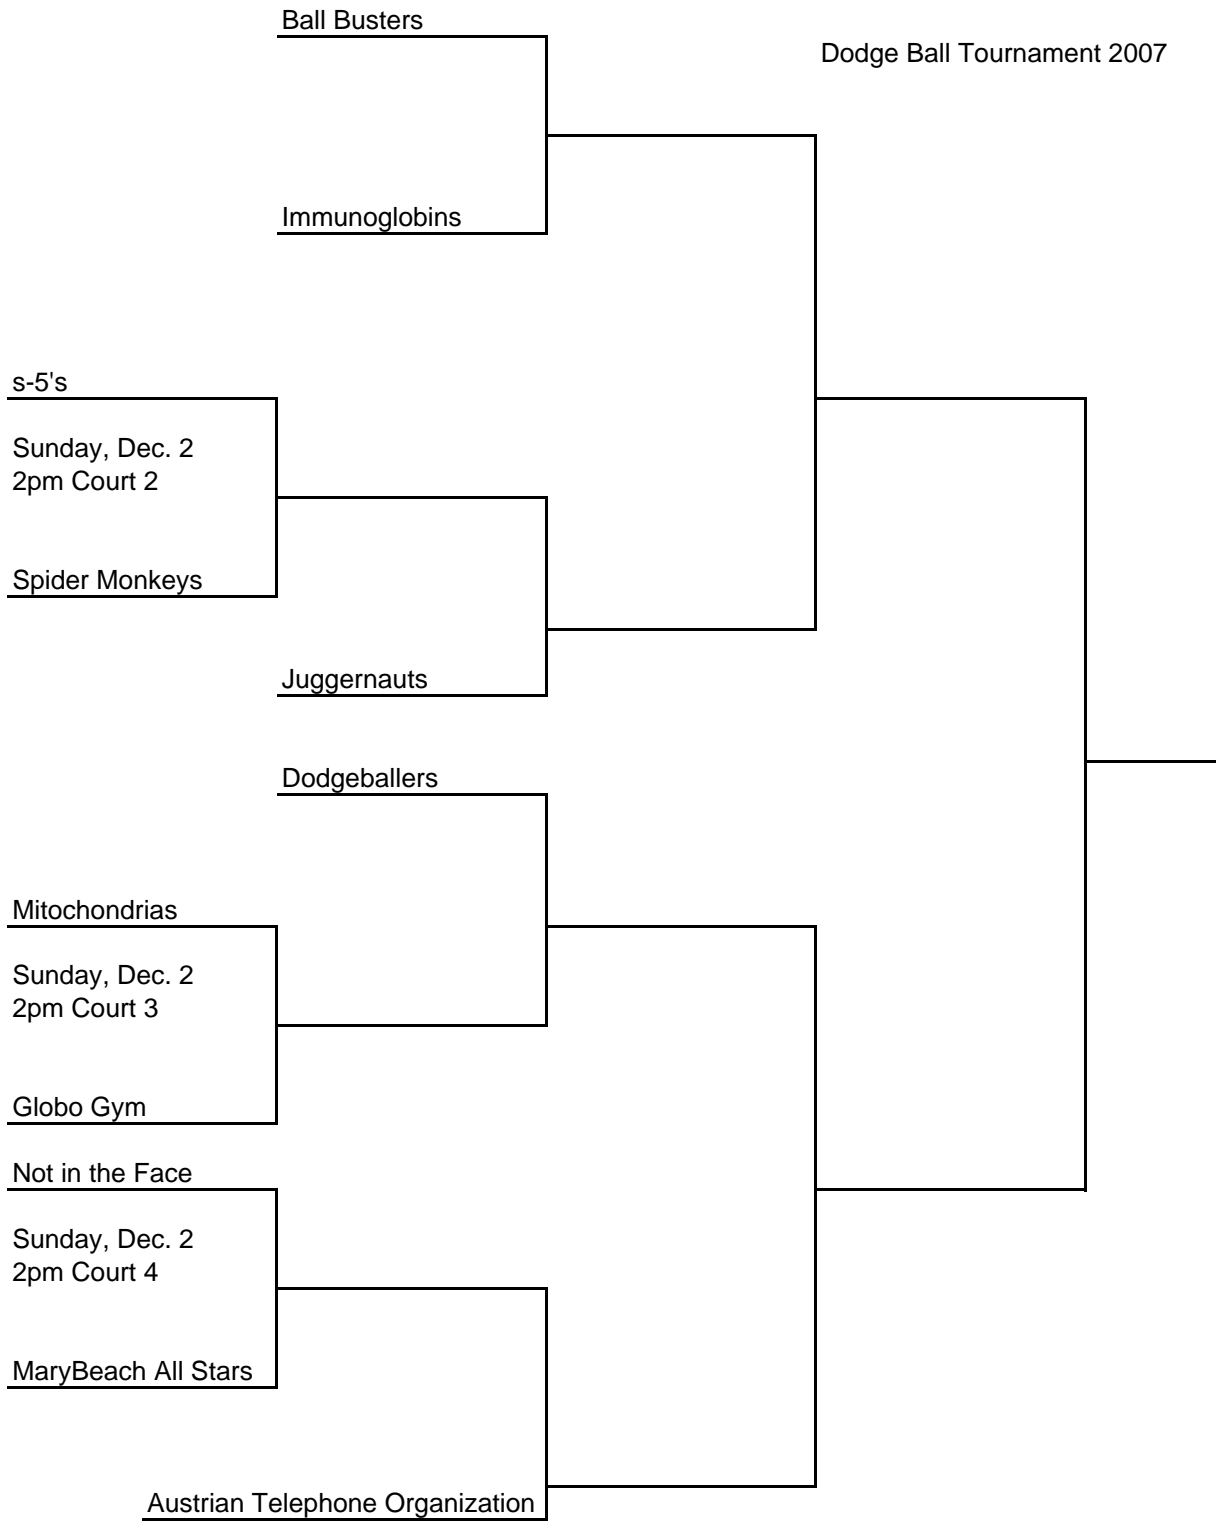 Ball Busters
Dodge Ball Tournament 2007
Immunoglobins
s-5's
Sunday, Dec. 2
2pm Court 2
Spider Monkeys
Juggernauts
Dodgeballers
Mitochondrias
Sunday, Dec. 2
2pm Court 3
Globo Gym
Not in the Face
Sunday, Dec. 2
2pm Court 4
MaryBeach All Stars
Austrian Telephone Organization